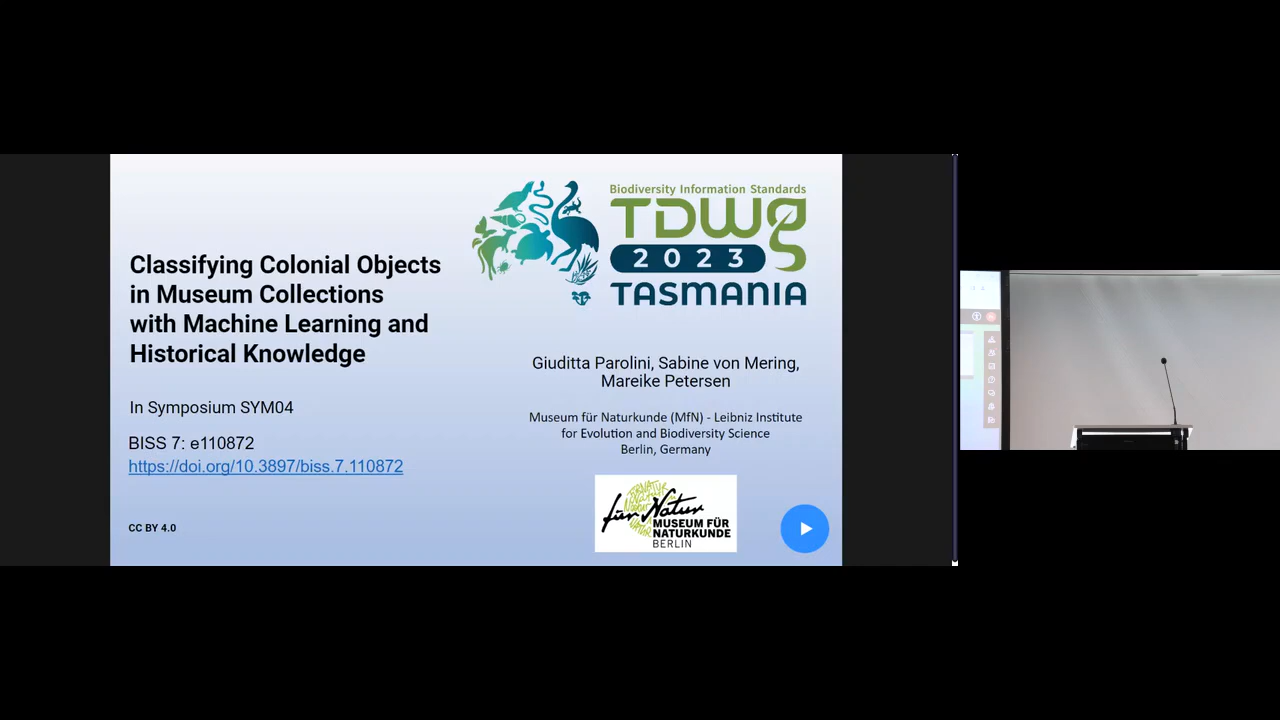 Classifying Colonial Objects
in Museum Collections
with Machine Learning and
Historical Knowledge
In Symposium SYM04
BISS 7: e110872
https://doi.org/10.3897/biss.7.110872
CC BY 4.0
Biodiversity Information Standards
TDWG
2023
TASMANIA
Giuditta Parolini, Sabine von Mering,
Mareike Petersen
Museum für Naturkunde (MfN) - Leibniz Institute
for Evolution and Biodiversity Science
Berlin, Germany
für Natur
MUSEUM FÜR
NATURKUNDE
BERLIN